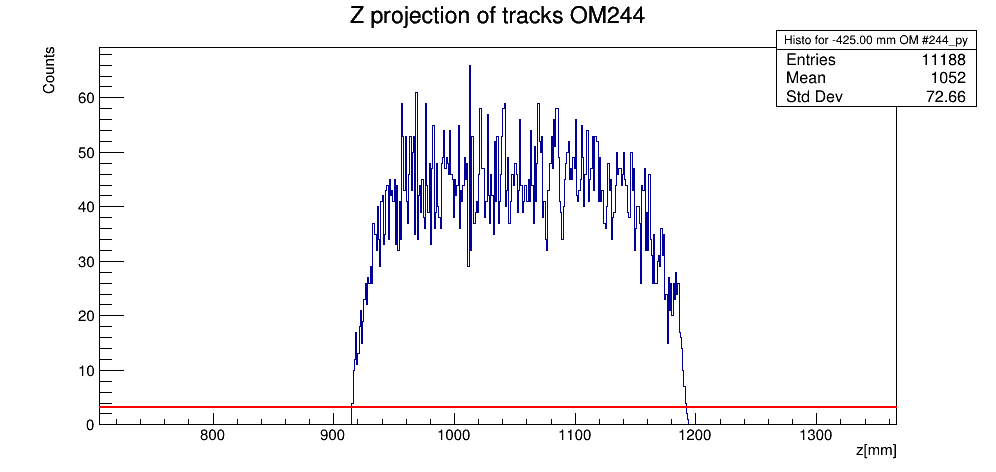 Z projection of tracks OM244
Histo for -425.00 mm OM #244_py
Entries 11188
Mean 1052
Std Dev 72.66
Counts
60
50
40
30
20
10
0
800 900 1000 1100 1200 1300
z[mm]